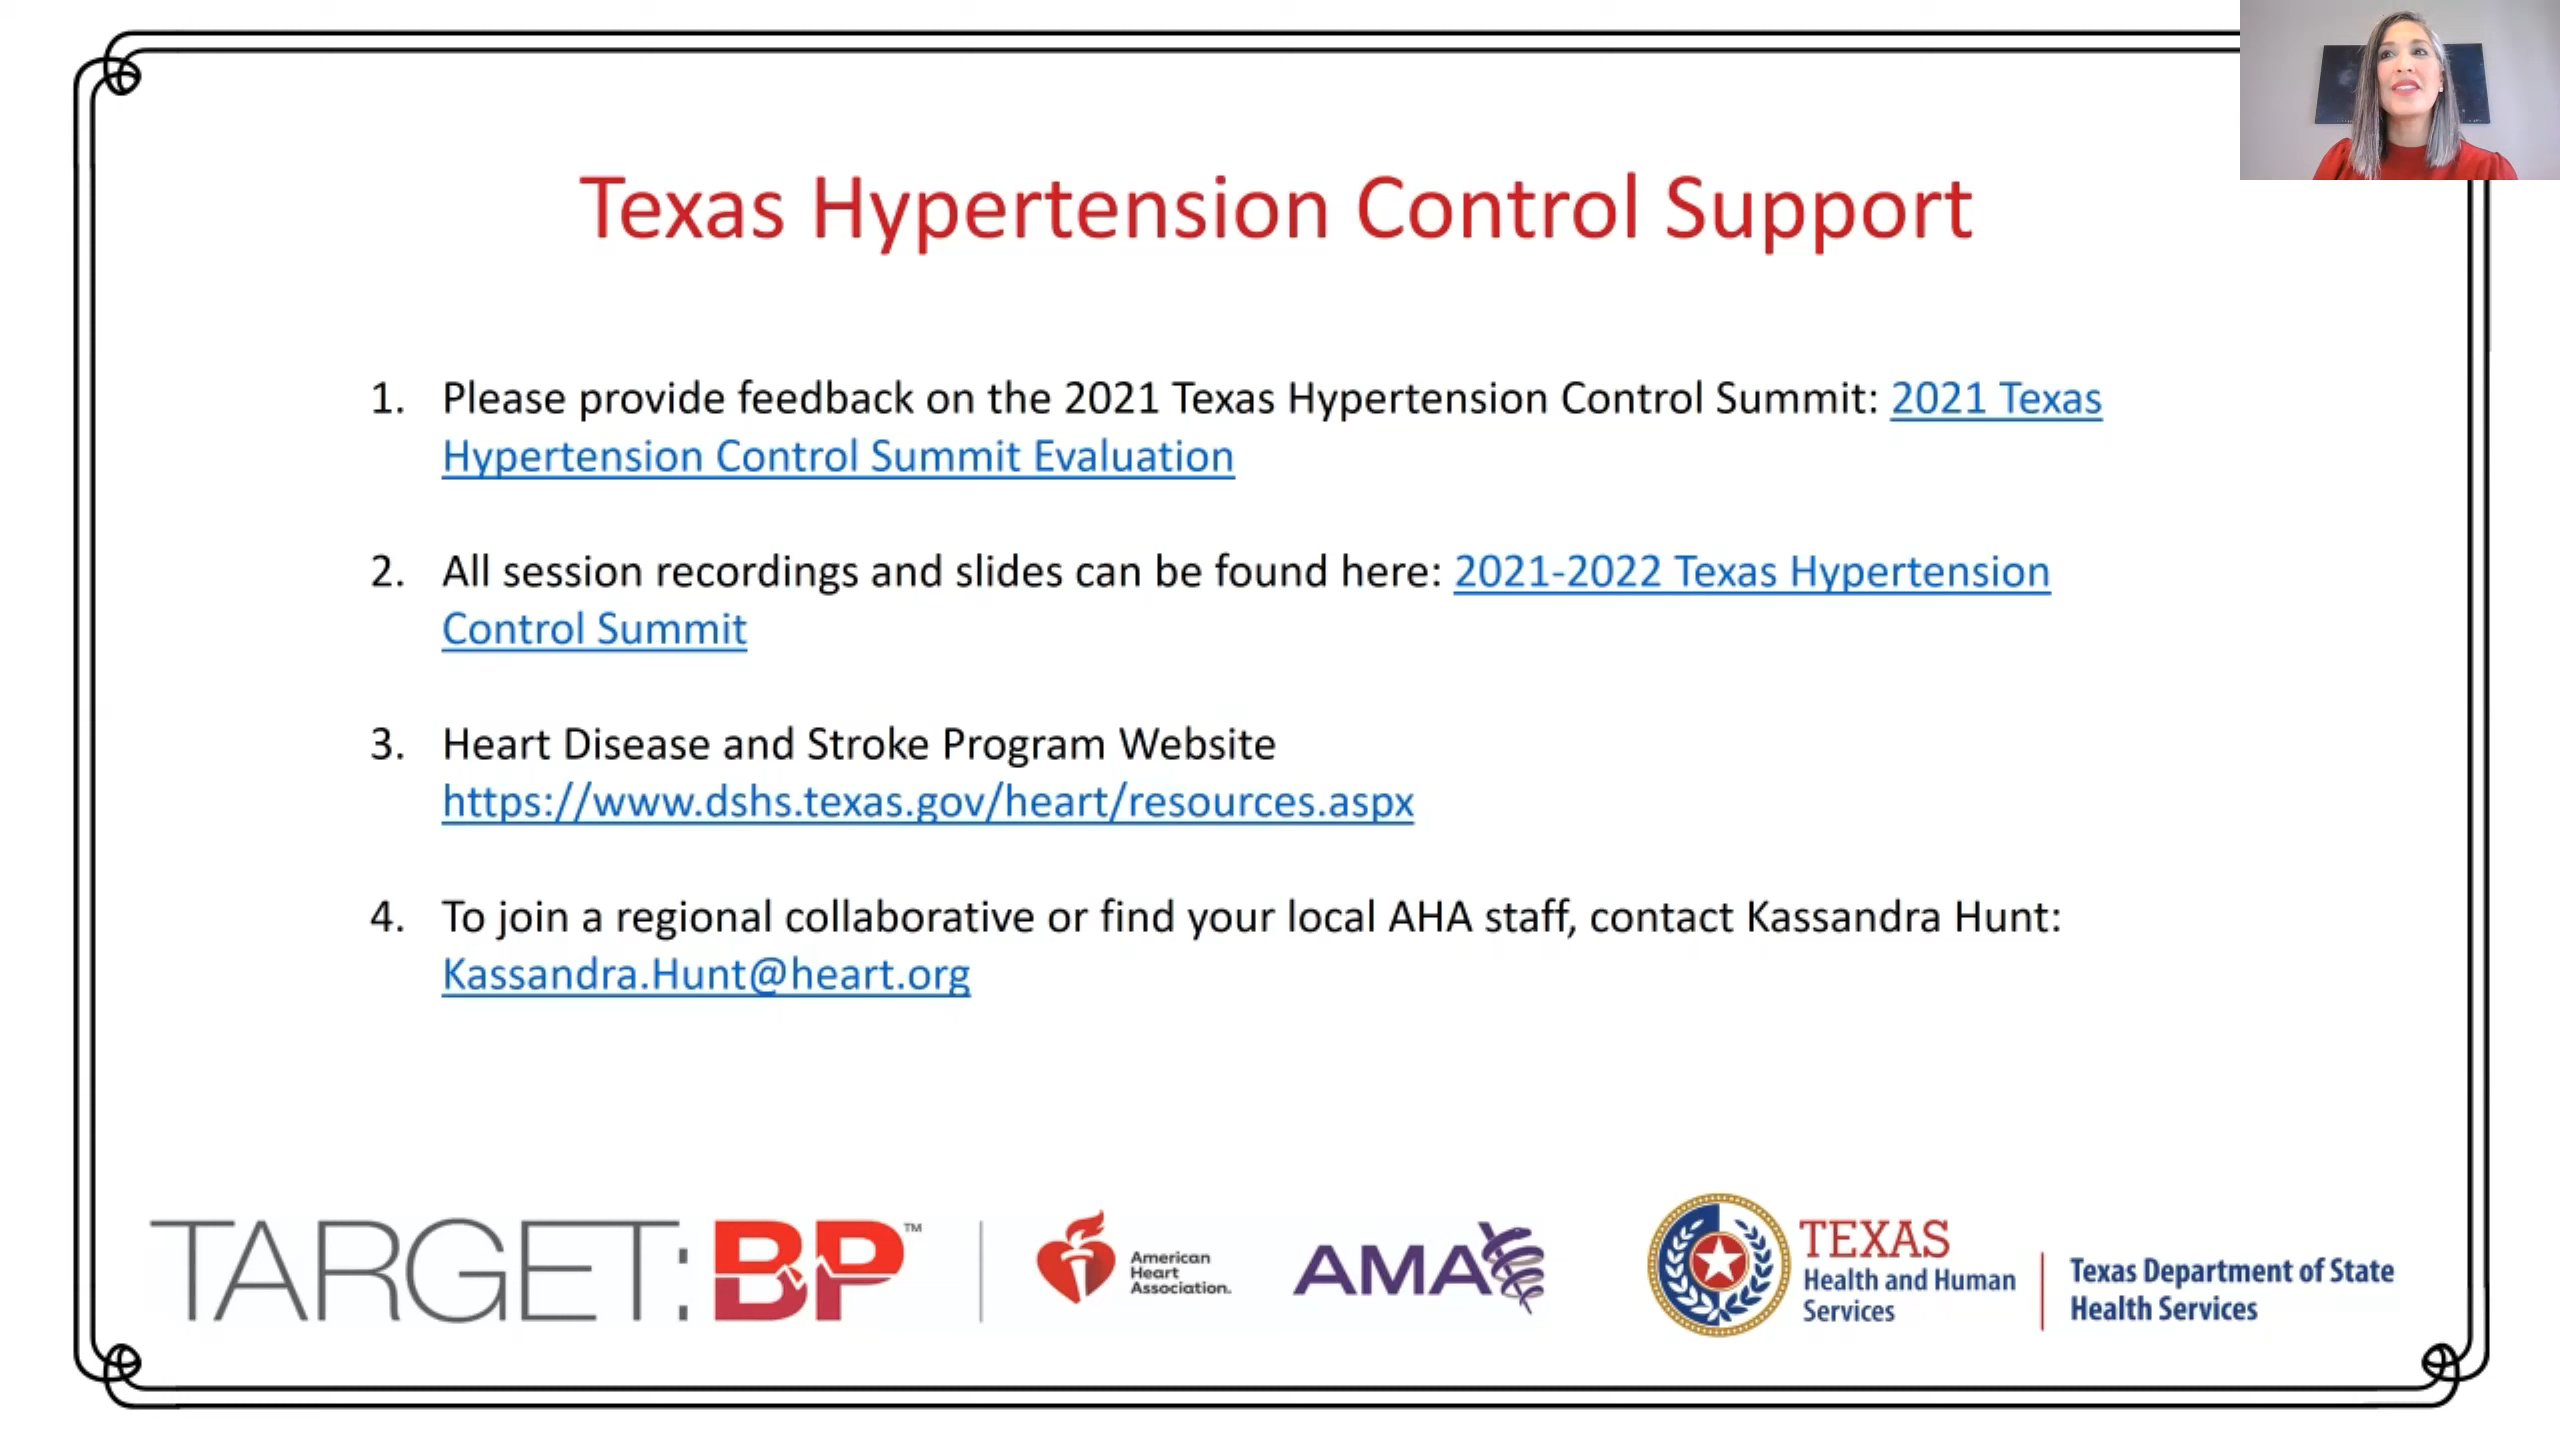 Texas Hypertension Control Support
1. Please provide feedback on the 2021 Texas Hypertension Control Summit: 2021 Texas
Hypertension Control Summit Evaluation
2. All session recordings and slides can be found here: 2021-2022 Texas Hypertension
Control Summit
3. Heart Disease and Stroke Program Website
https://www.dshs.texas.gov/heart/resources.aspx
4. To join a regional collaborative or find your local AHA staff, contact Kassandra Hunt:
Kassandra.Hunt@heart.org
TARGET:BP™
American
Heart
Association.
AMA
TEXAS
Health and Human
Services
Texas Department of State
Health Services